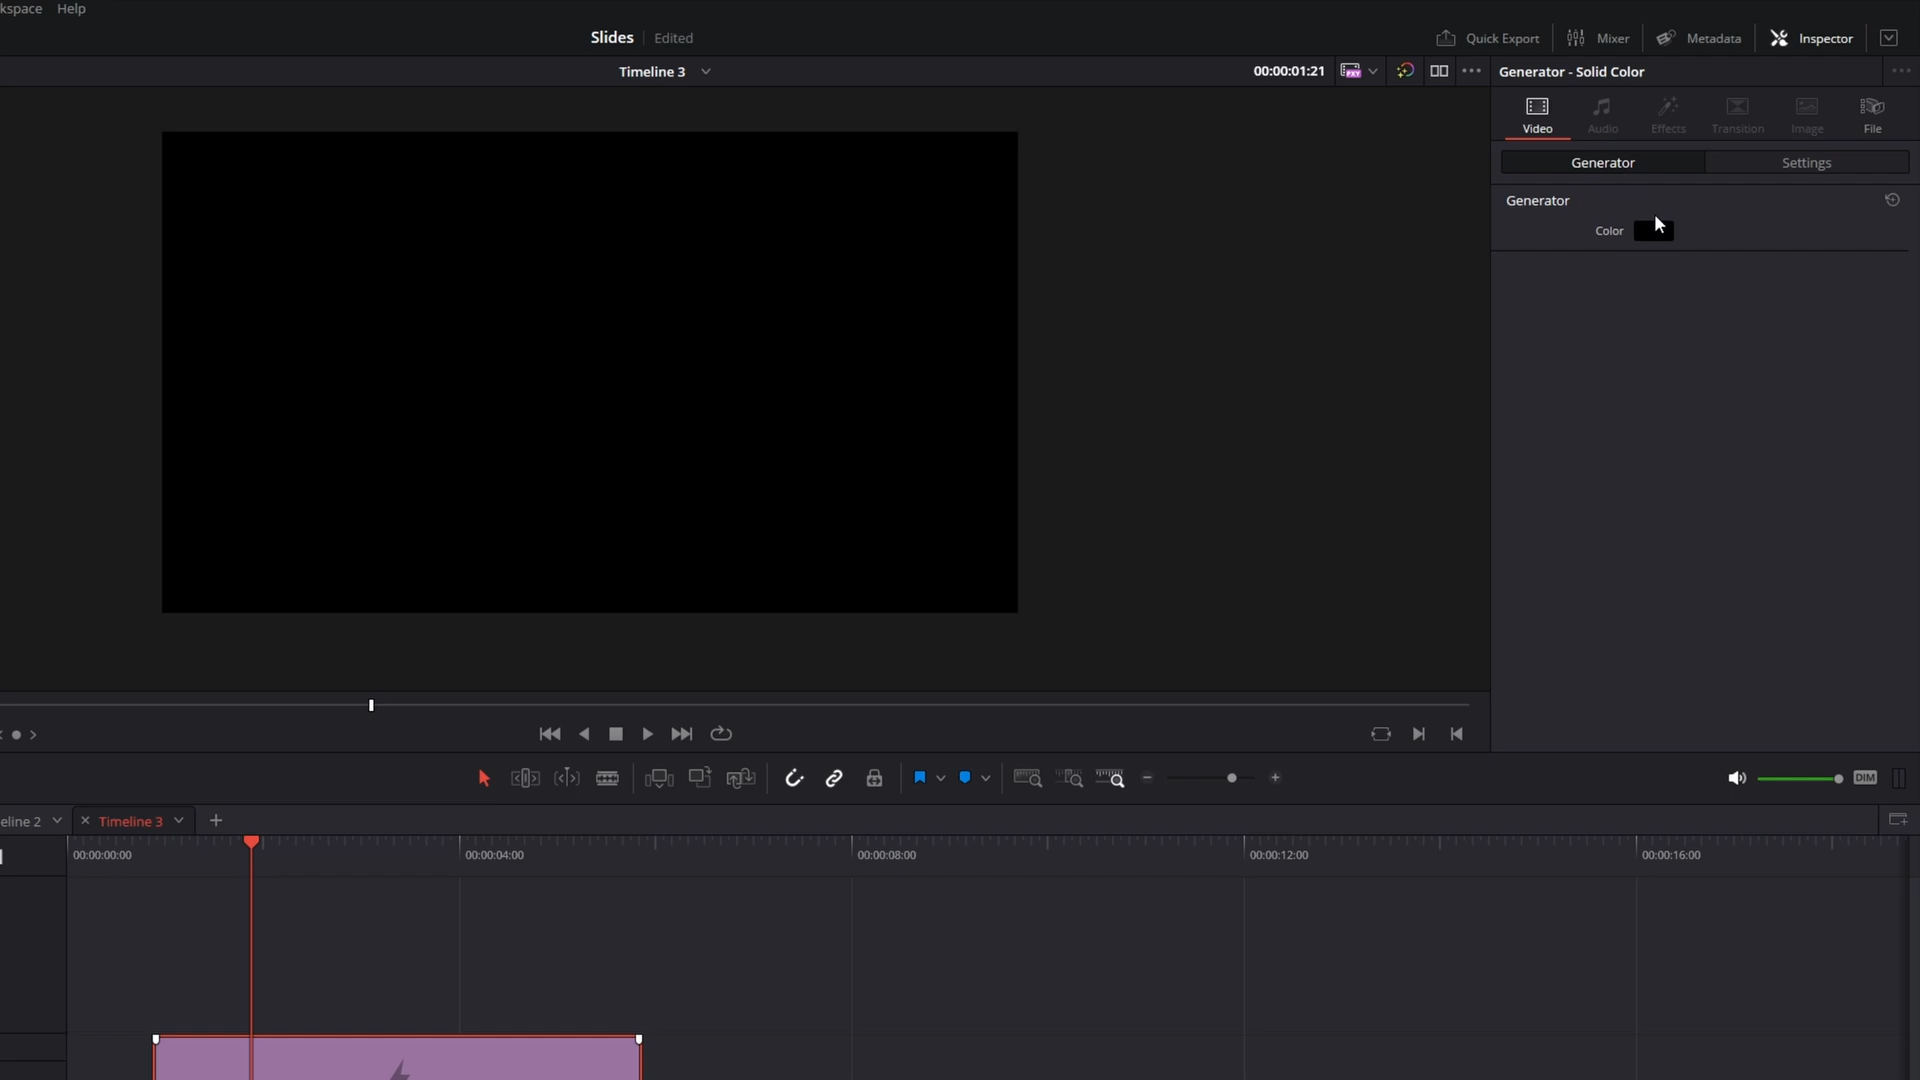 kspace Help
Slides Edited
Quick Export Mixer Metadata Inspector
Timeline 3
00:00:01:21
PXY
Generator - Solid Color
Video Audio Effects Transition Image File
Generator Settings
Generator
Color
DIM
eline 2 Timeline 3
00:00:00:00 00:00:04:00 00:00:08:00 00:00:12:00 00:00:16:00